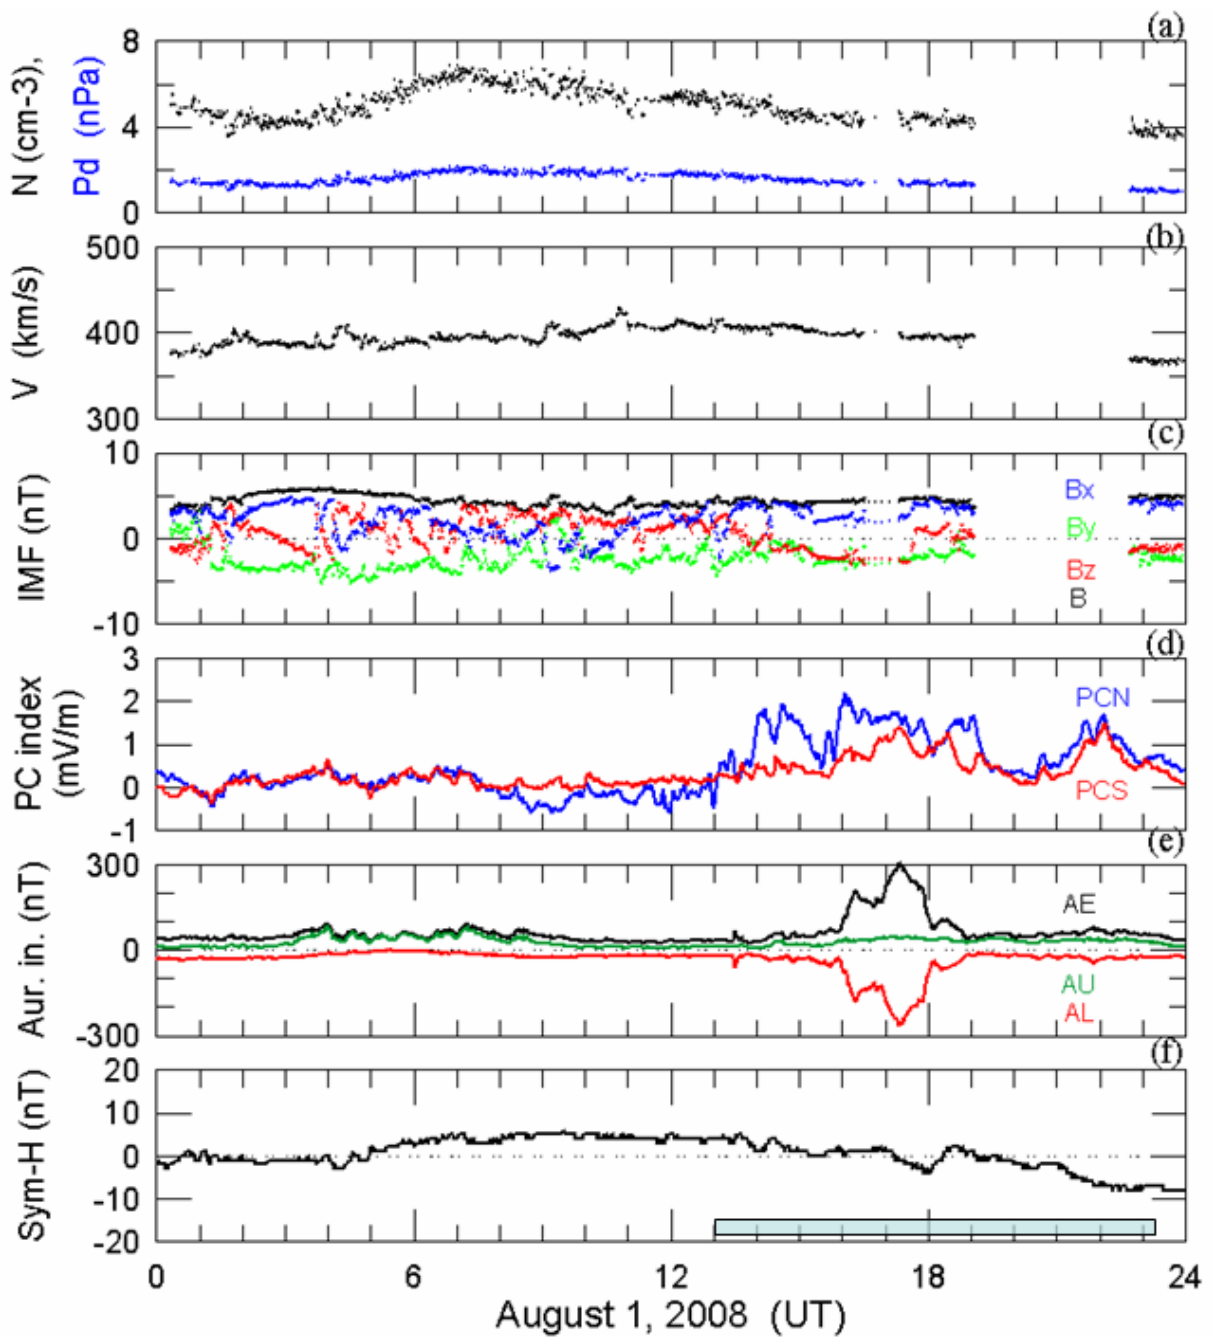 (a)
8
4
0
N (cm-3),
Pd (nPa)
(b)
500
400
300
V (km/s)
(c)
10
0
-10
IMF (nT)
Bx
By
Bz
B
(d)
3
2
1
0
-1
PC index
(mV/m)
PCN
PCS
(e)
300
0
-300
Aur. in. (nT)
AE
AU
AL
(f)
20
10
0
-10
-20
Sym-H (nT)
0 6 12 18 24
August 1, 2008 (UT)